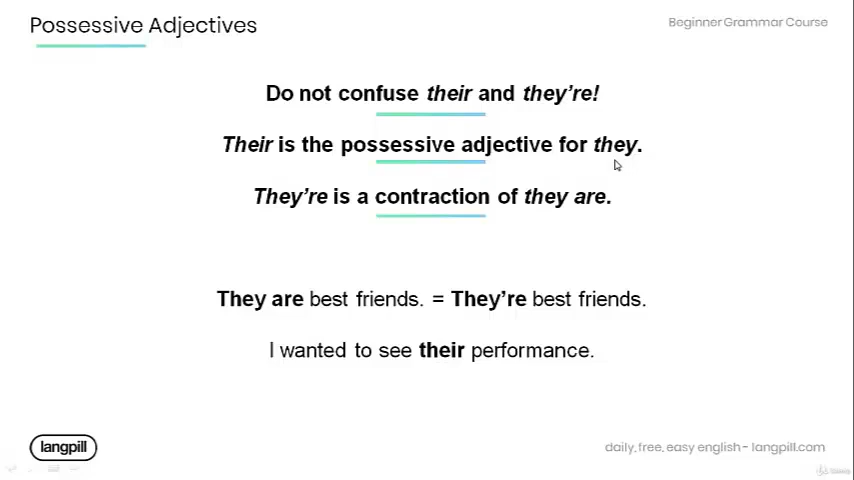 Possessive Adjectives
Beginner Grammar Course
Do not confuse their and they're!
Their is the possessive adjective for they.
They're is a contraction of they are.
They are best friends. = They're best friends.
I wanted to see their performance.
langpill
daily, free, easy english - langpill.com